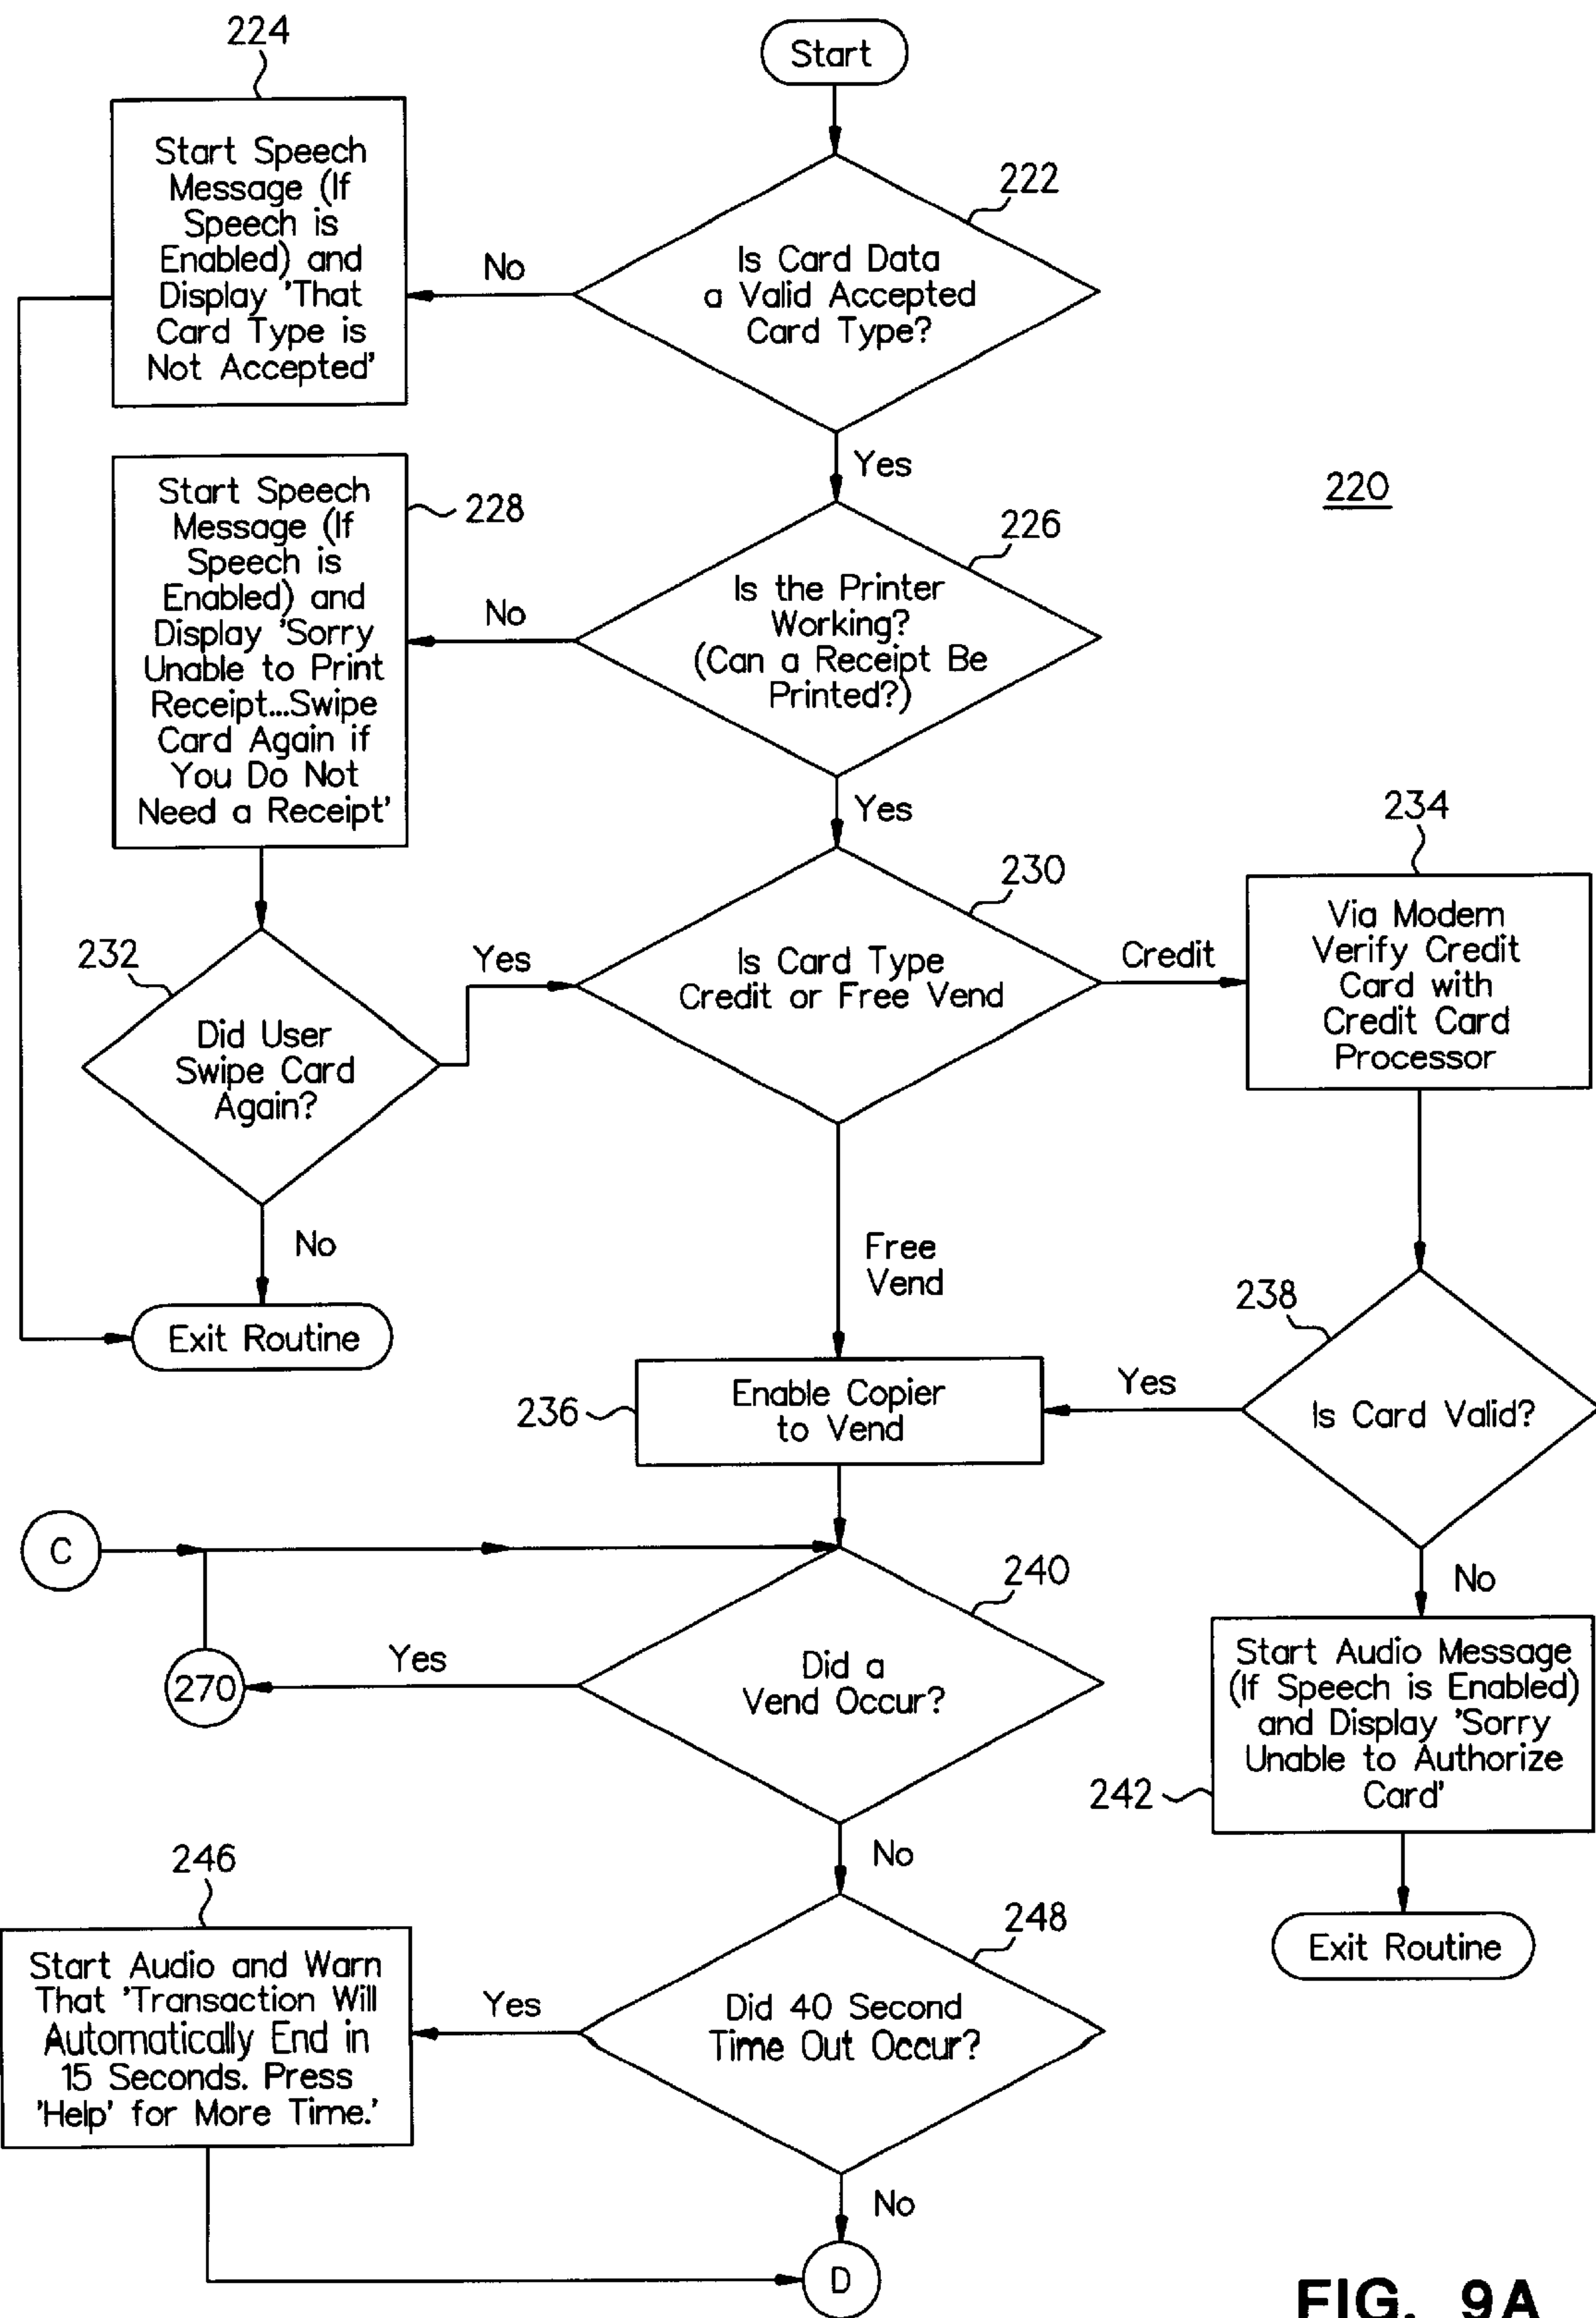 224
Start
Start Speech
Message (If
Speech is
Enabled) and
Display 'That
Card Type is
Not Accepted'
222
No
Is Card Data
a Valid Accepted
Card Type?
Yes
220
Start Speech
Message (If
Speech is
Enabled) and
Display 'Sorry
Unable to Print
Receipt...Swipe
Card Again if
You Do Not
Need a Receipt'
228
226
No
Is the Printer
Working?
(Can a Receipt Be
Printed?)
Yes
234
230
232
Did User
Swipe Card
Again?
Yes
Is Card Type
Credit or Free Vend
Credit
Via Modem
Verify Credit
Card with
Credit Card
Processor
No
Free
Vend
238
Exit Routine
236
Enable Copier
to Vend
Yes
Is Card Valid?
C
240
No
270
Yes
Did a
Vend Occur?
Start Audio Message
(If Speech is Enabled)
and Display 'Sorry
Unable to Authorize
Card'
242
No
246
248
Exit Routine
Start Audio and Warn
That 'Transaction Will
Automatically End in
15 Seconds. Press
'Help' for More Time.'
Yes
Did 40 Second
Time Out Occur?
No
D
FIG. 9A